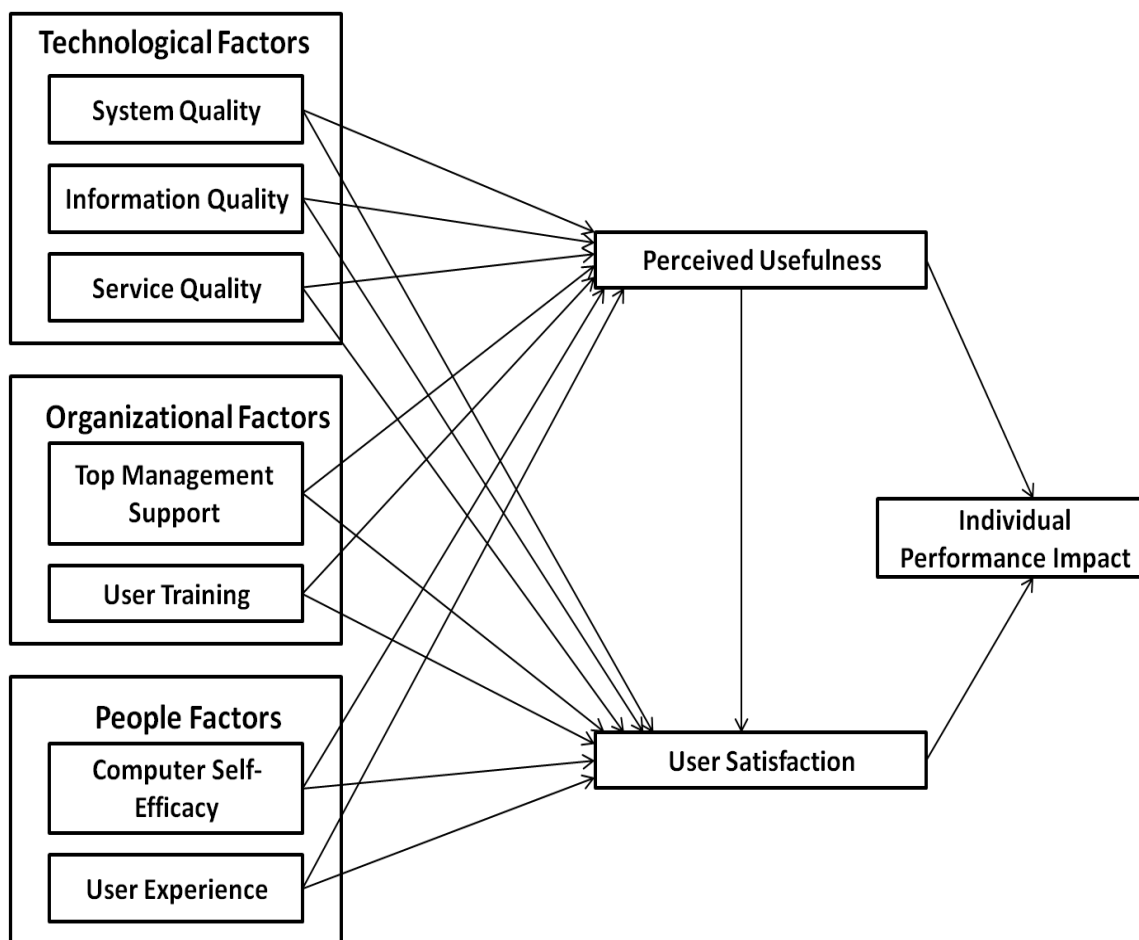 Technological Factors
System Quality
Information Quality
Service Quality
Organizational Factors
Top Management
Support
User Training
People Factors
Computer Self-
Efficacy
User Experience
Perceived Usefulness
User Satisfaction
Individual
Performance Impact